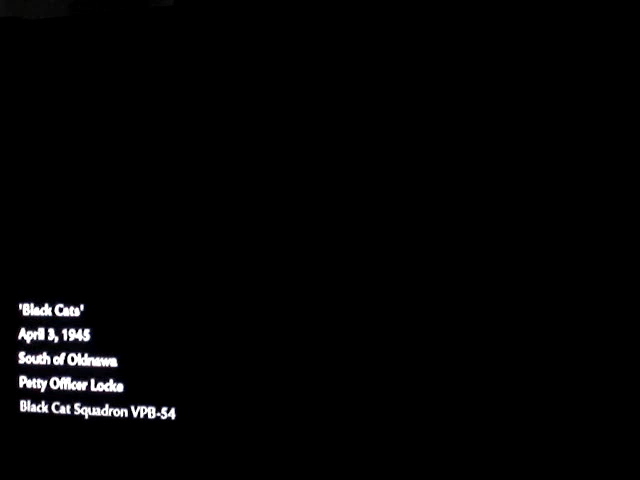 'Black Cats'
April 3, 1945
South of Okinawa
Petty Officer Locke
Black Cat Squadron VPB-54